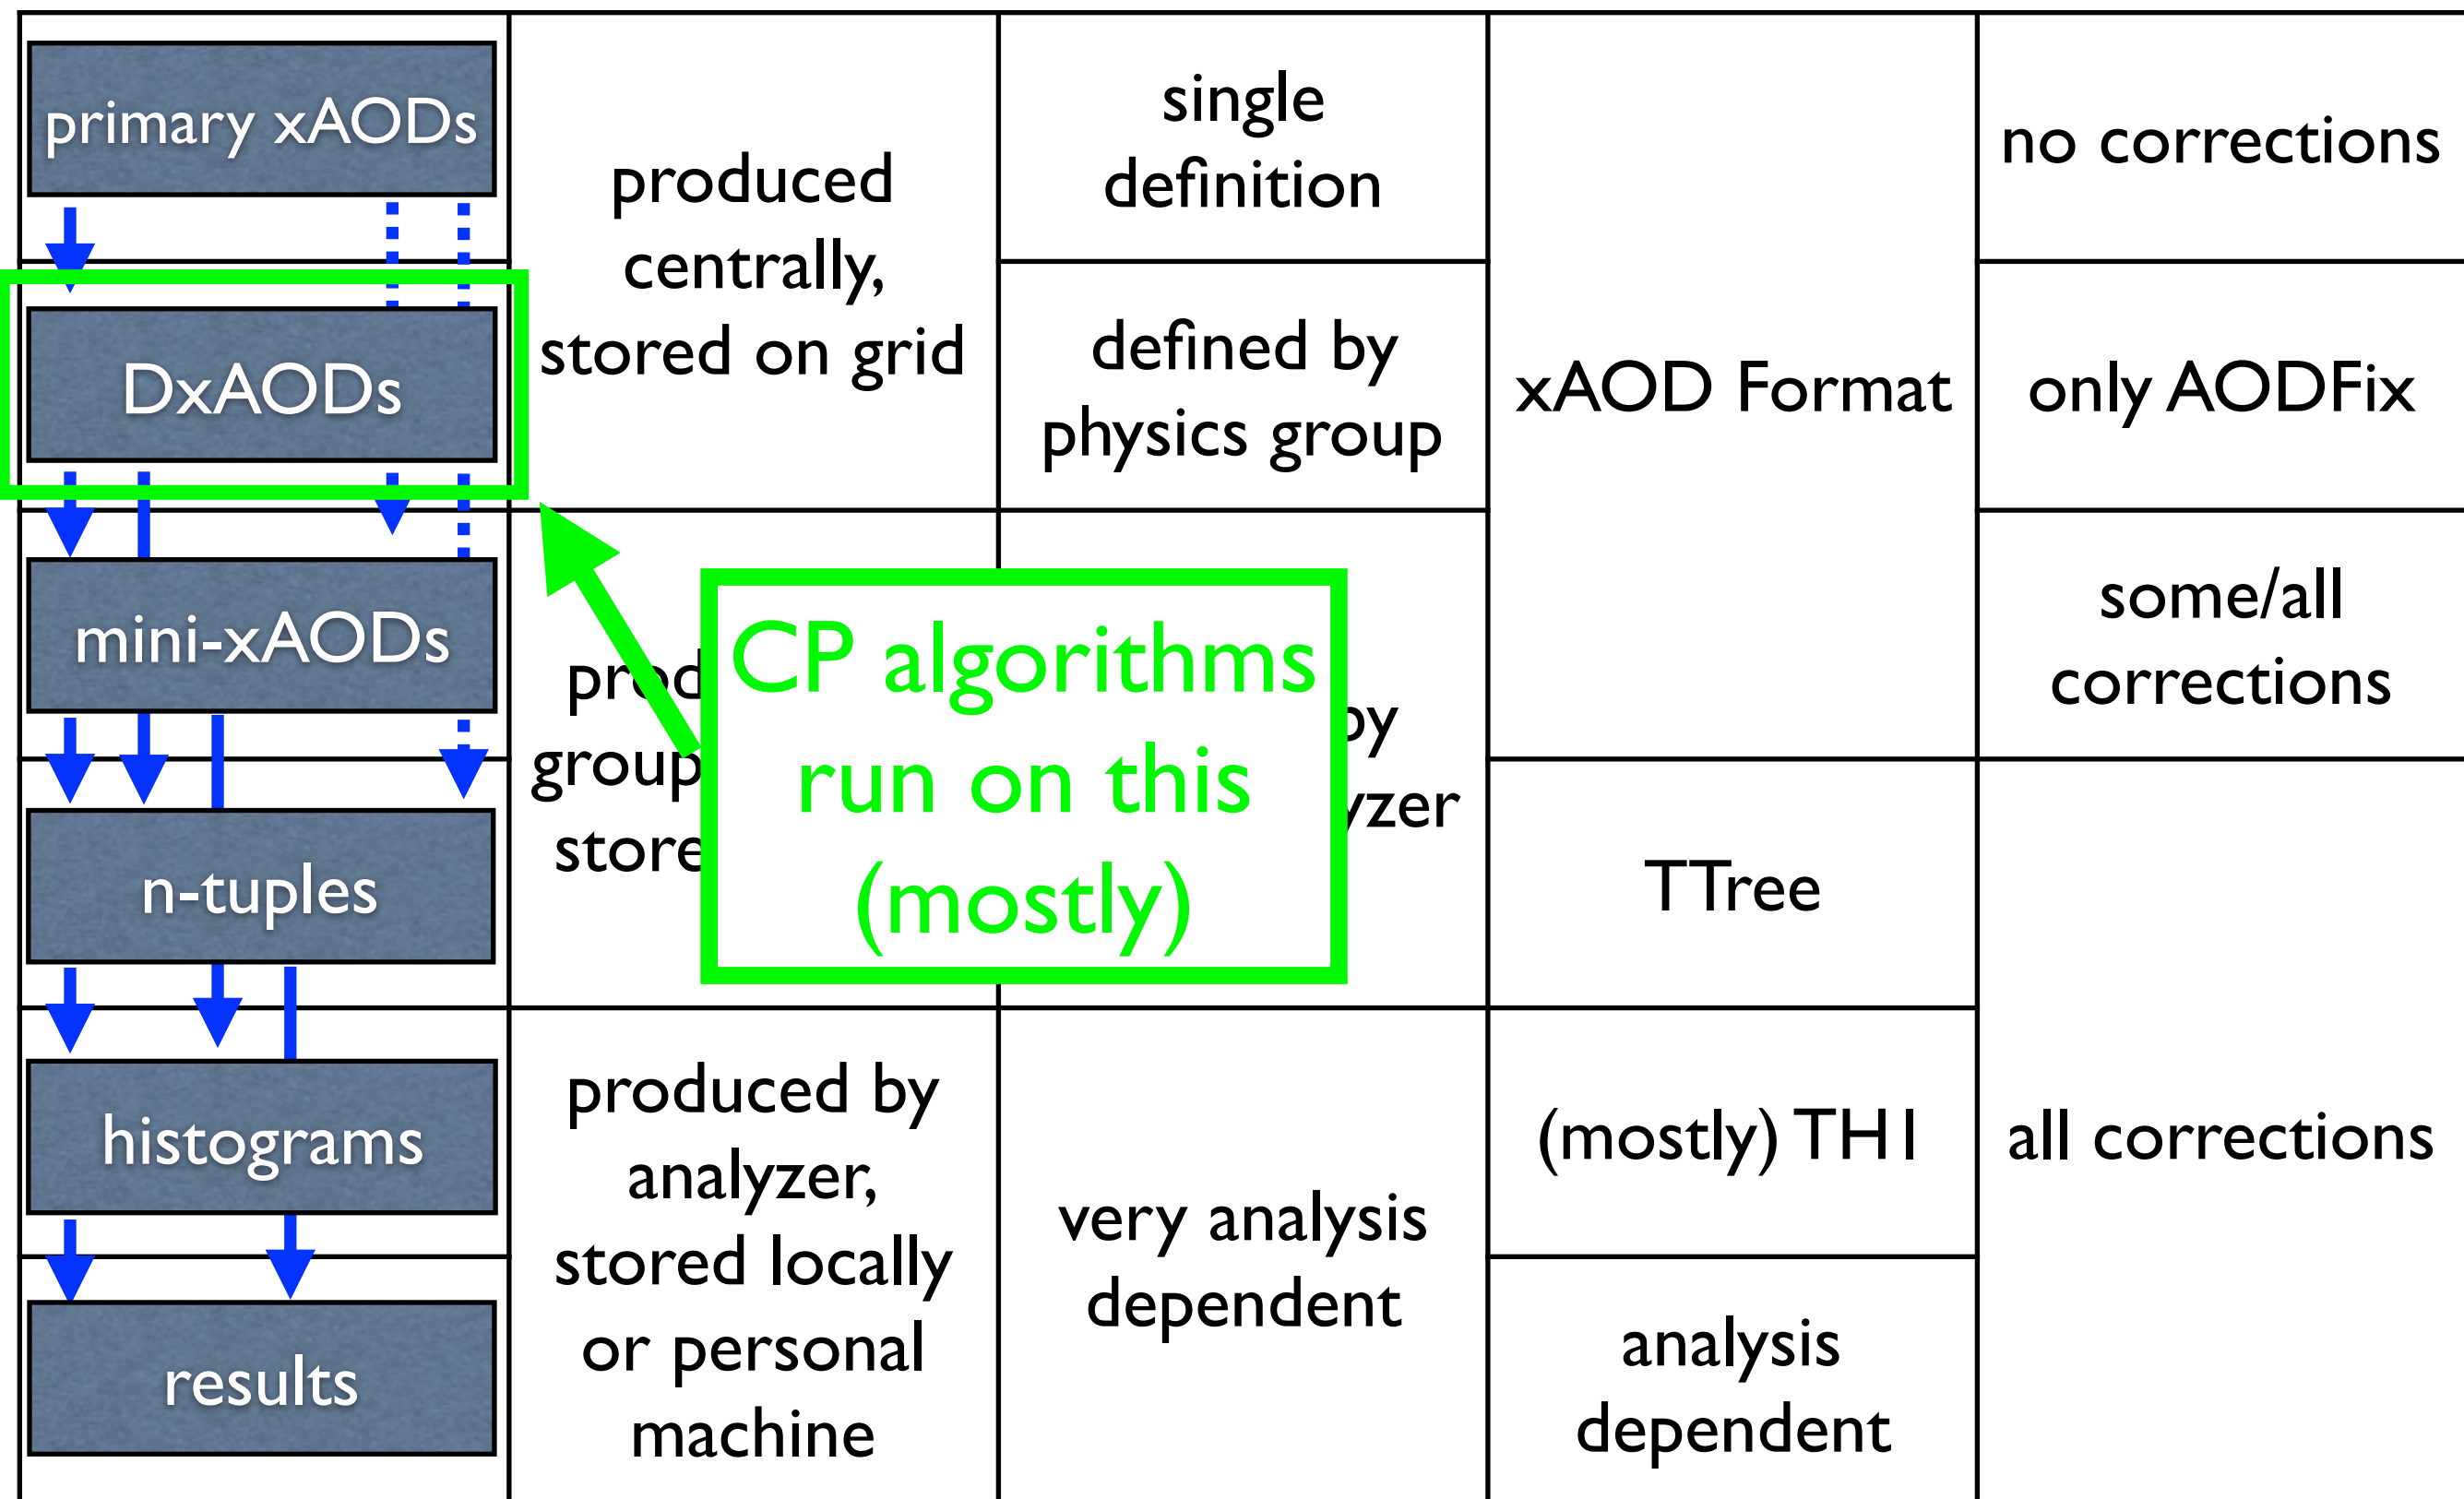 primary xAODs
produced
centrally,
stored on grid
single
definition
xAOD Format
no corrections
DxAODs
defined by
physics group
only AODFix
mini-xAODs
some/all
corrections
CP algorithms
run on this
(mostly)
by
n-tuples
TTree
histograms
produced by
analyzer,
stored locally
or personal
machine
very analysis
dependent
(mostly) TH1
all corrections
results
analysis
dependent